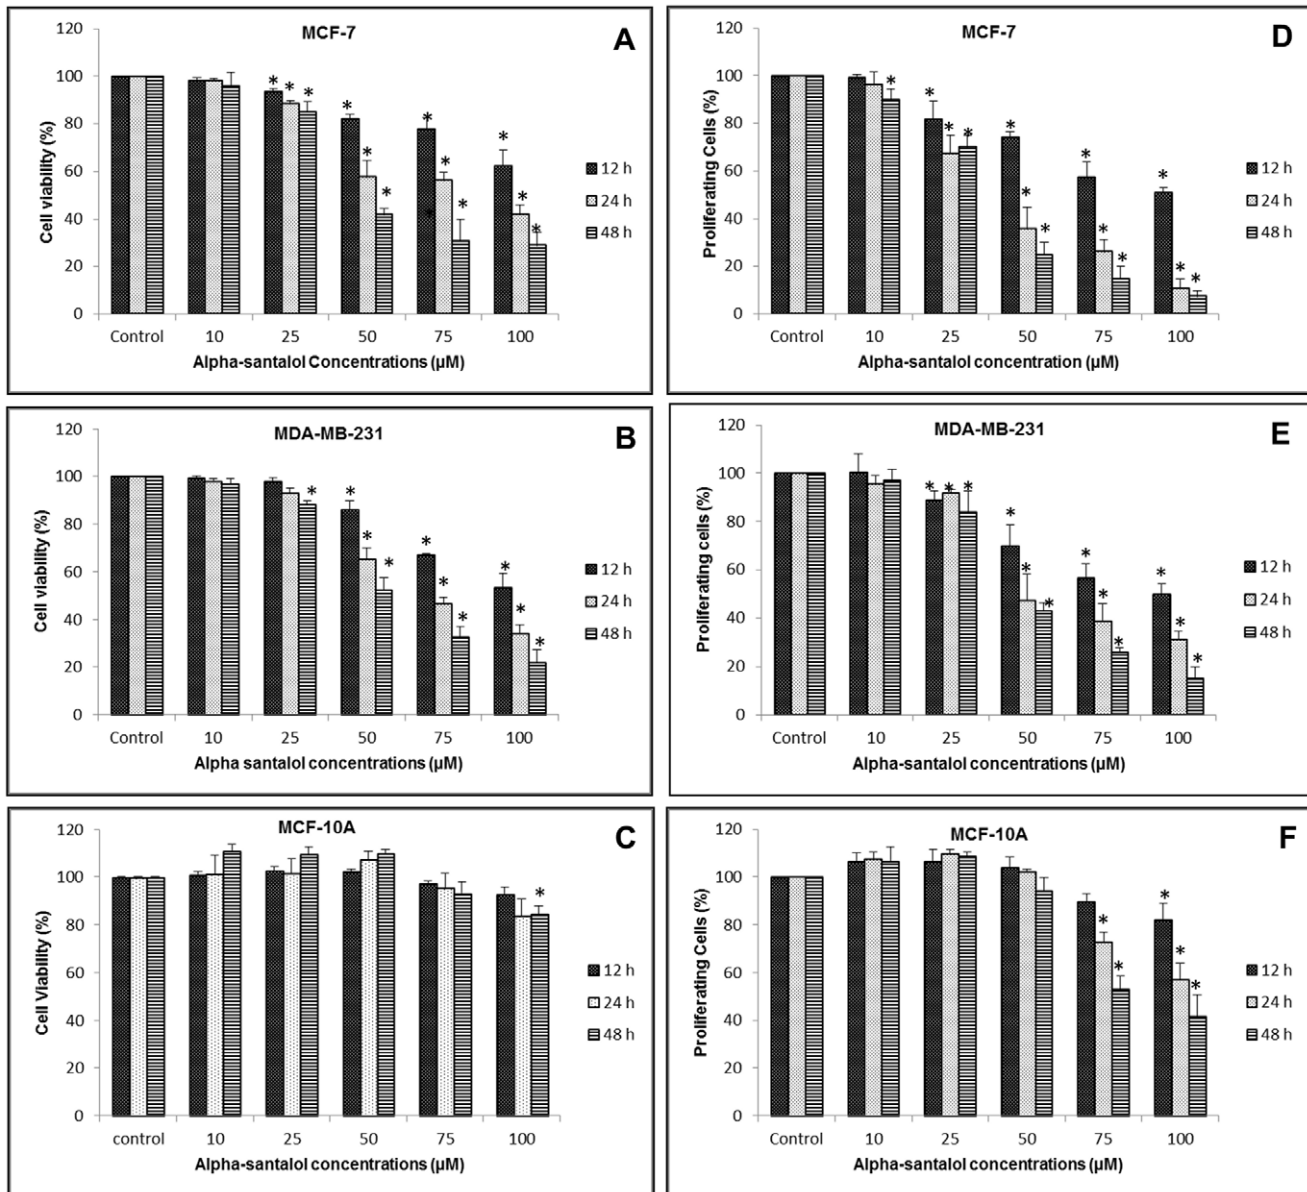 MCF-7
A
120
100
80
60
40
20
0
Cell viability (%)
* * * * * * * * * * * * *
12 h
24 h
48 h
Control 10 25 50 75 100
Alpha-santalol Concentrations (µM)
MCF-7
D
120
100
80
60
40
20
0
Proliferating Cells (%)
* * * * * * * * * * * * *
12 h
24 h
48 h
Control 10 25 50 75 100
Alpha-santalol concentration (µM)
MDA-MB-231
B
120
100
80
60
40
20
0
Cell viability (%)
* * * * * * * * * *
12 h
24 h
48 h
Control 10 25 50 75 100
Alpha santalol concentrations (µM)
MDA-MB-231
E
120
100
80
60
40
20
0
Proliferating cells (%)
* * * * * * * * * * * *
12 h
24 h
48 h
Control 10 25 50 75 100
Alpha-santalol concentrations (µM)
MCF-10A
C
120
100
80
60
40
20
0
Cell Viability (%)
*
12 h
24 h
48 h
control 10 25 50 75 100
Alpha-santalol concentrations (µM)
MCF-10A
F
120
100
80
60
40
20
0
Proliferating Cells (%)
* * * * *
12 h
24 h
48 h
Control 10 25 50 75 100
Alpha-santalol concentrations (µM)